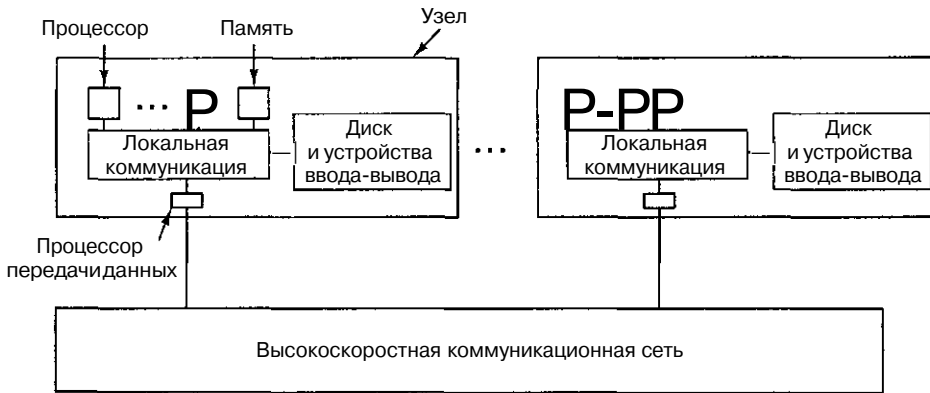 Процессор
Память
Узел
... Р
Локальная
коммуникация
Диск
и устройства
ввода-вывода
Процессор
передачиданных
...
Р-РР
Локальная
коммуникация
Диск
и устройства
ввода-вывода
Высокоскоростная коммуникационная сеть